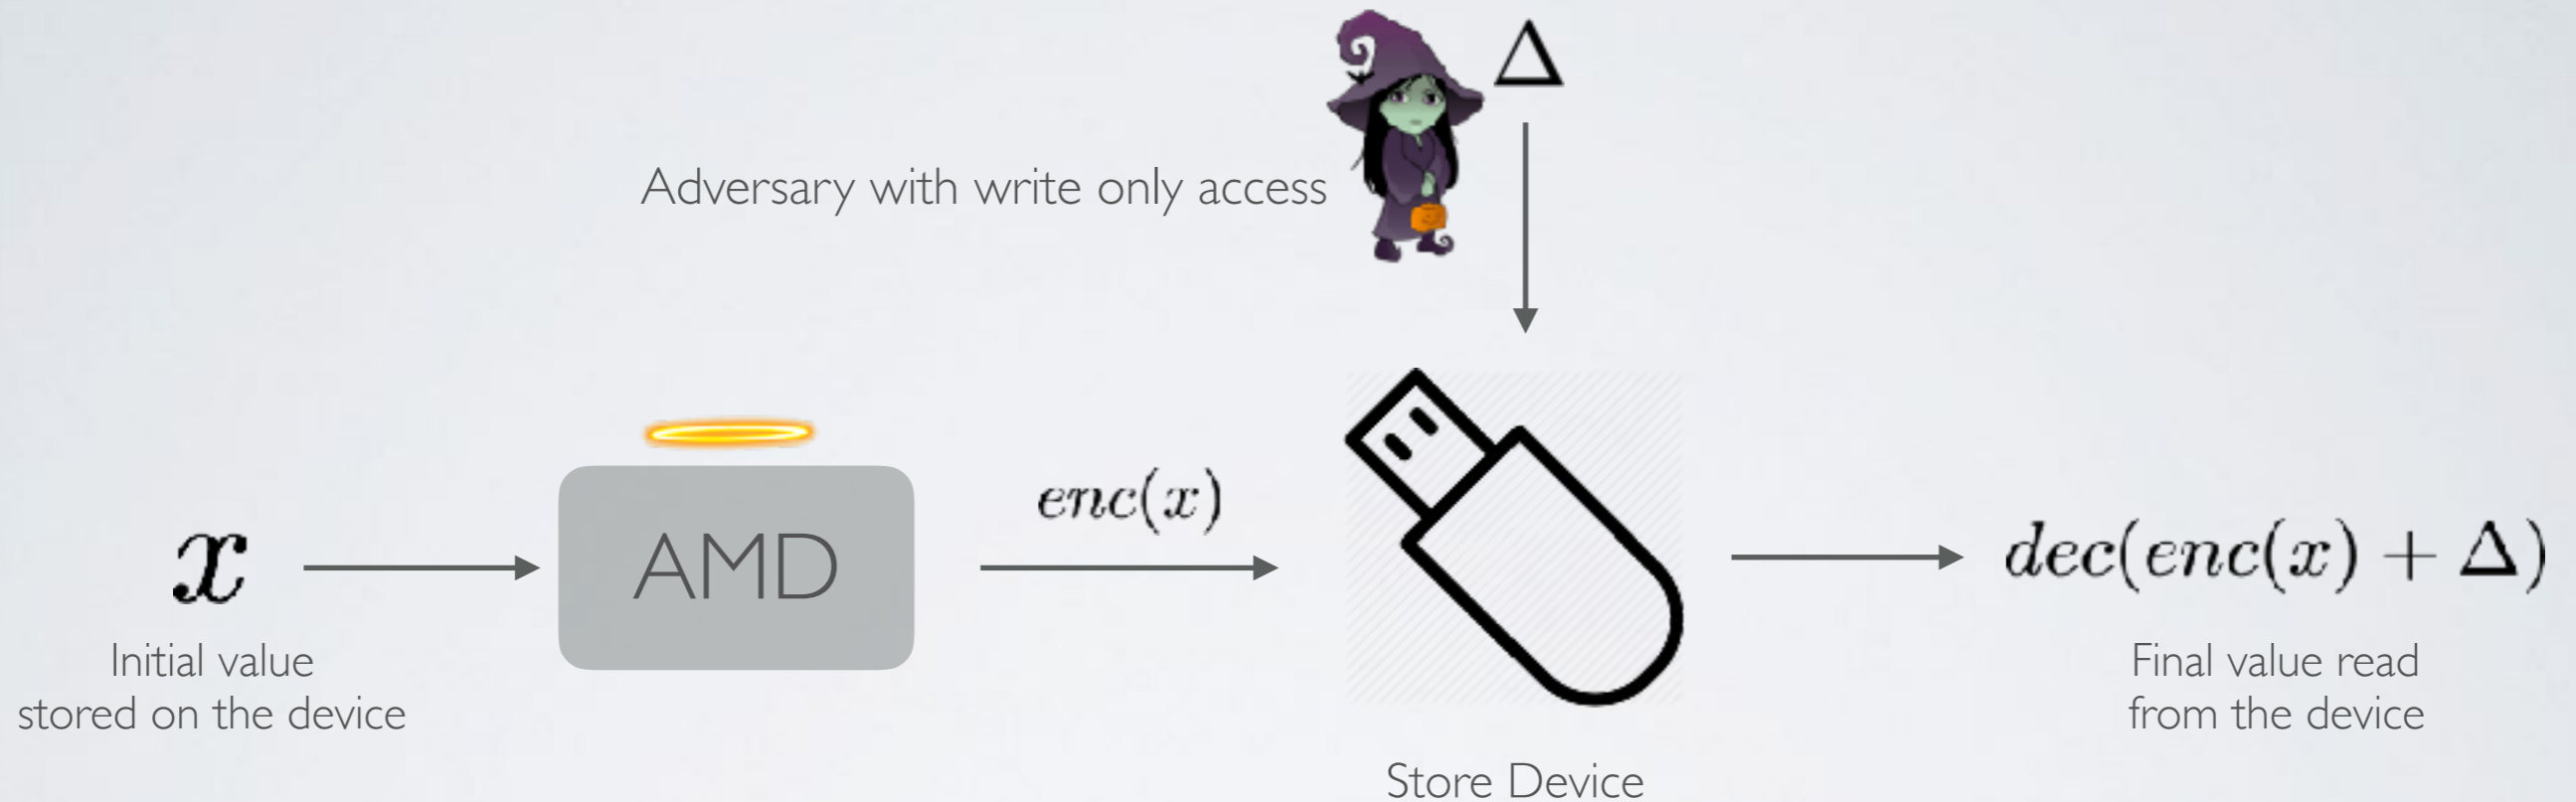 Δ
Adversary with write only access
enc(x)
x
AMD
dec(enc(x) + Δ)
Initial value
stored on the device
Final value read
from the device
Store Device